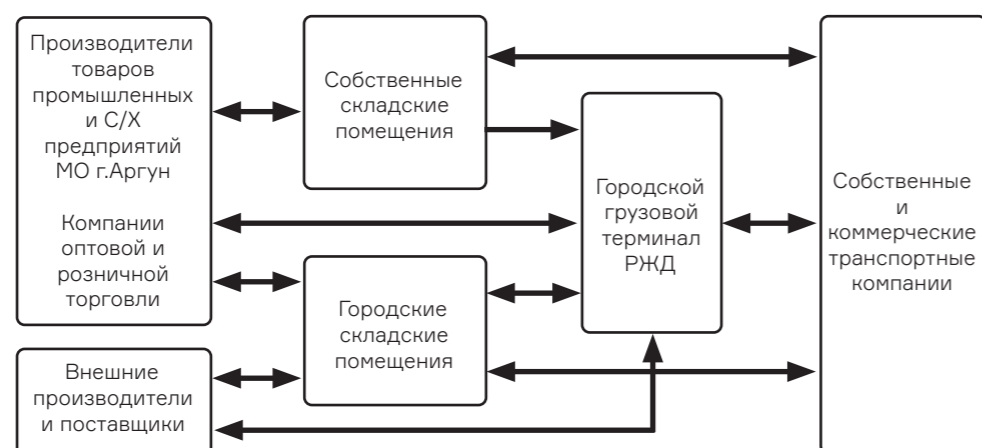 Производители
товаров
промышленных
и С/Х
предприятий
МО г.Аргун
Компании
оптовой и
розничной
торговли
Внешние
производители
и поставщики
Собственные
складские
помещения
Городские
складские
помещения
Городской
грузовой
терминал
РЖД
Собственные
и
коммерческие
транспортные
компании